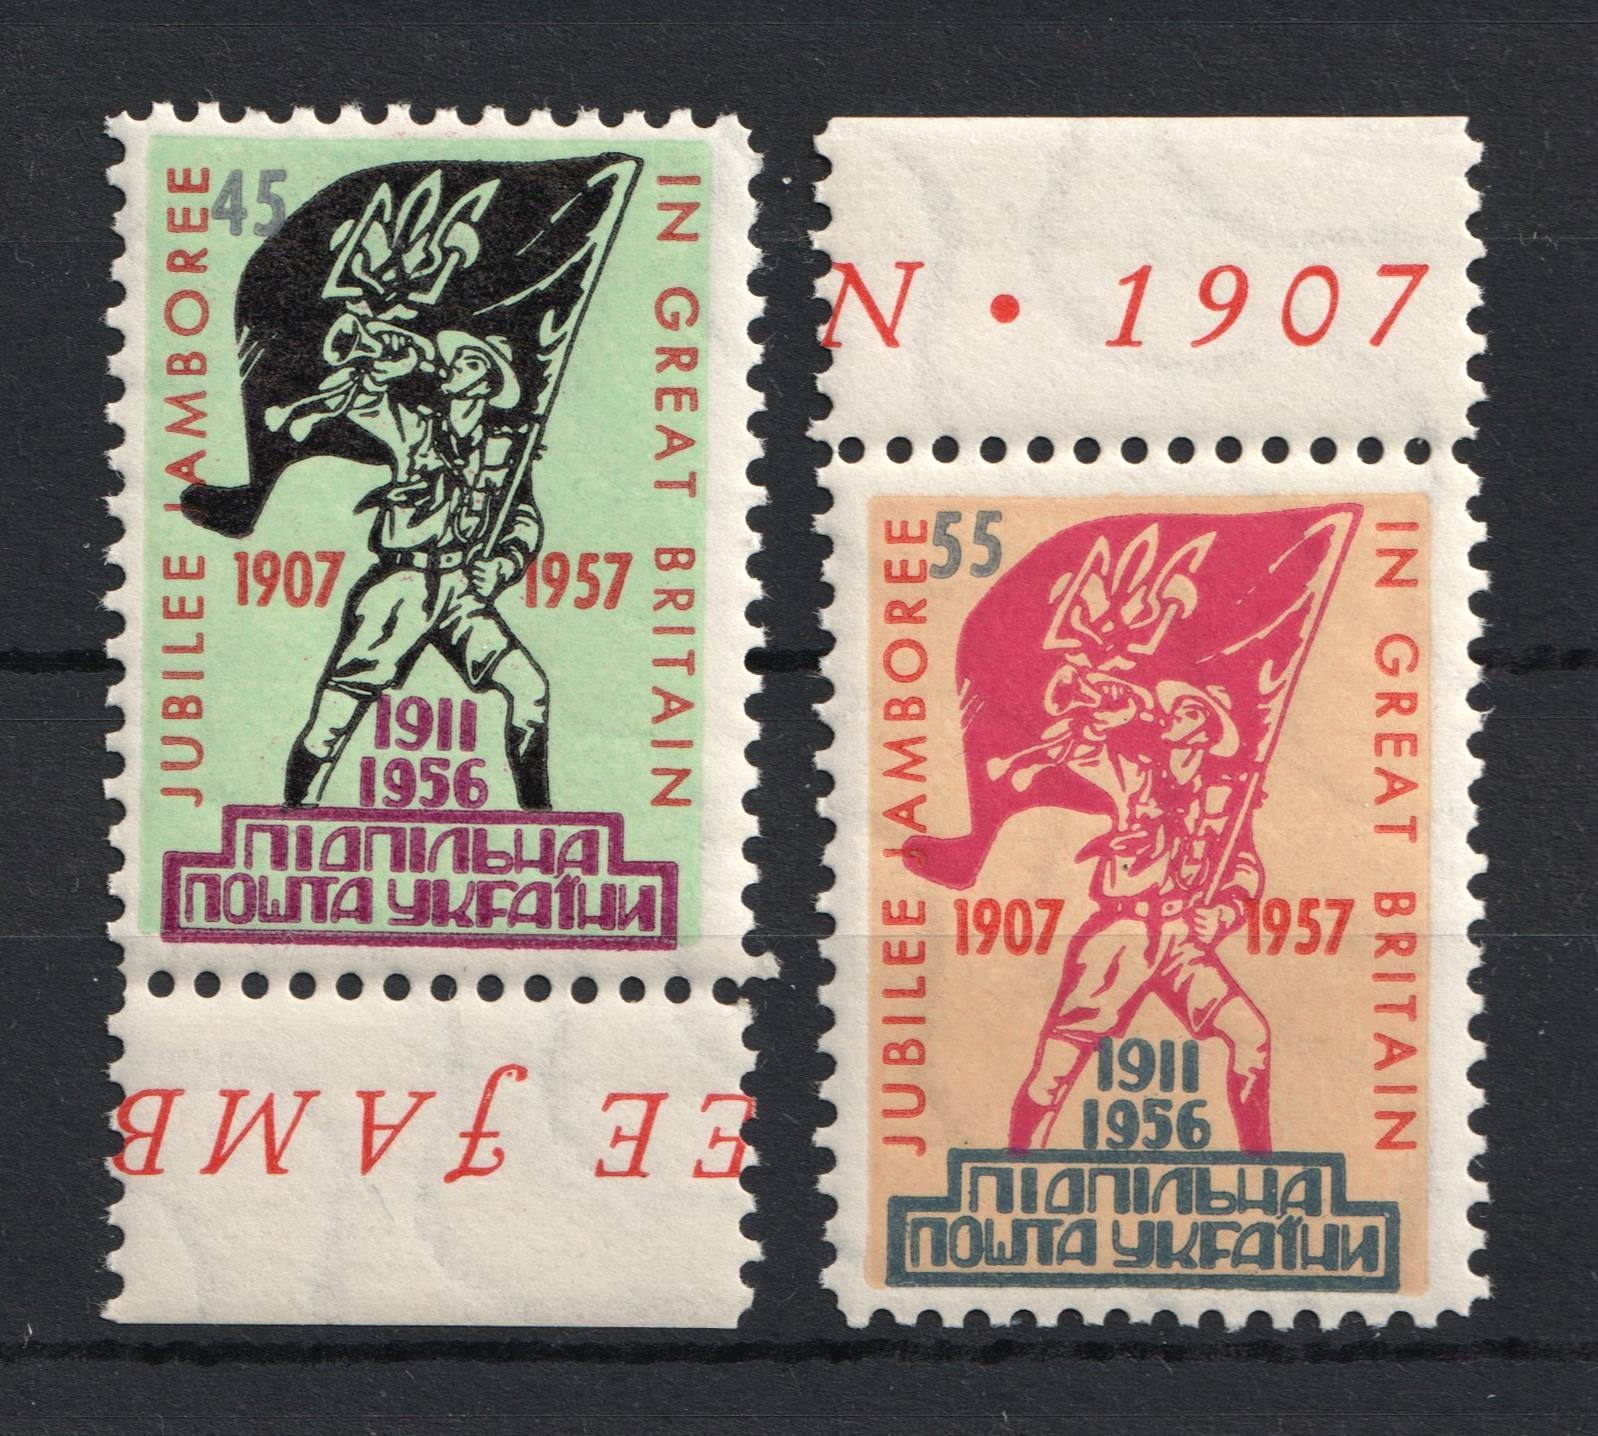 45
JUBILEE JAMBOREE
IN GREAT BRITAIN
1907 1957
1911
1956
ПІДПІЛЬНА
ПОШТА УКРАЇНИ
EE JAMB
N • 1907
55
JUBILEE JAMBOREE
IN GREAT BRITAIN
1907 1957
1911
1956
ПІДПІЛЬНА
ПОШТА УКРАЇНИ